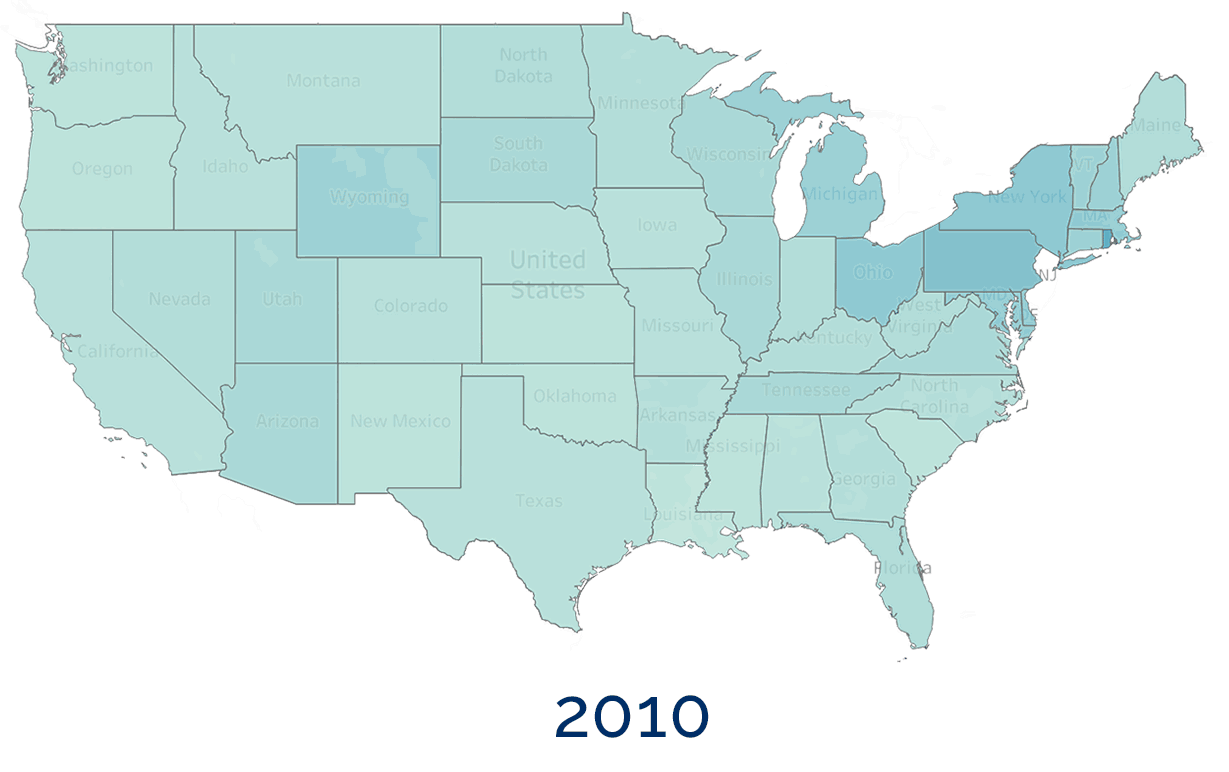 ashington
Montana
North
Dakota
Minnesota
Maine
Oregon
Idaho
South
Dakota
Wisconsin
VT
Wyoming
Michigan
New York
MA
Iowa
United
States
Nevada
Utah
Colorado
Illinois
Ohio
NJ
MD
West
Virginia
California
Missouri
entucky
Arizona
New Mexico
Oklahoma
Arkansas
Tennessee
North
Carolina
Mississippi
Georgia
Texas
Louisiana
Florida
2010